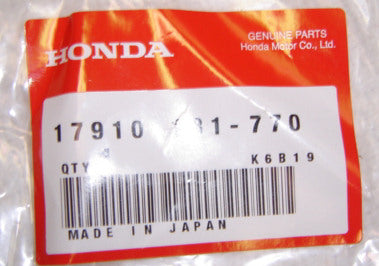 HONDA
GENUINE PARTS
Honda Motor Co., Ltd.
17910 81-770
QTY
K6B19
MADE IN JAPAN